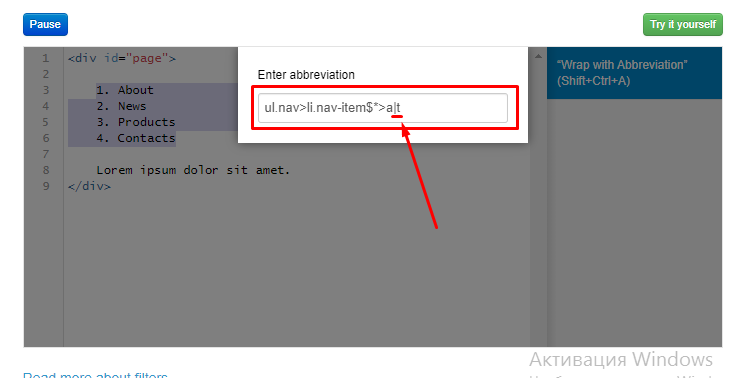 Pause
Try it yourself
1 <div id="page">
2
3 1. About
4 2. News
5 3. Products
6 4. Contacts
7
8 Lorem ipsum dolor sit amet.
9 </div>
Enter abbreviation
ul.nav>li.nav-item$*>a|t
“Wrap with Abbreviation”
(Shift+Ctrl+A)
Read more about filters
Активация Windows